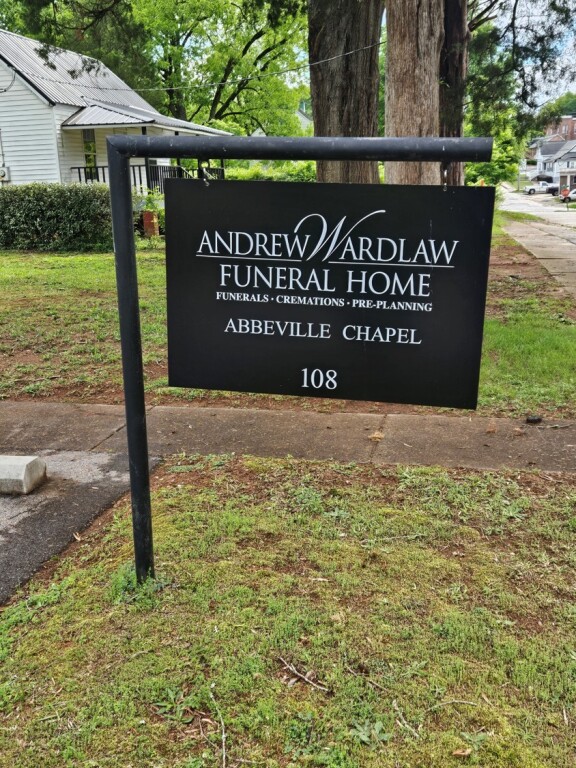 ANDREW WARDLAW
FUNERAL HOME
FUNERALS · CREMATIONS · PRE-PLANNING
ABBEVILLE CHAPEL
108